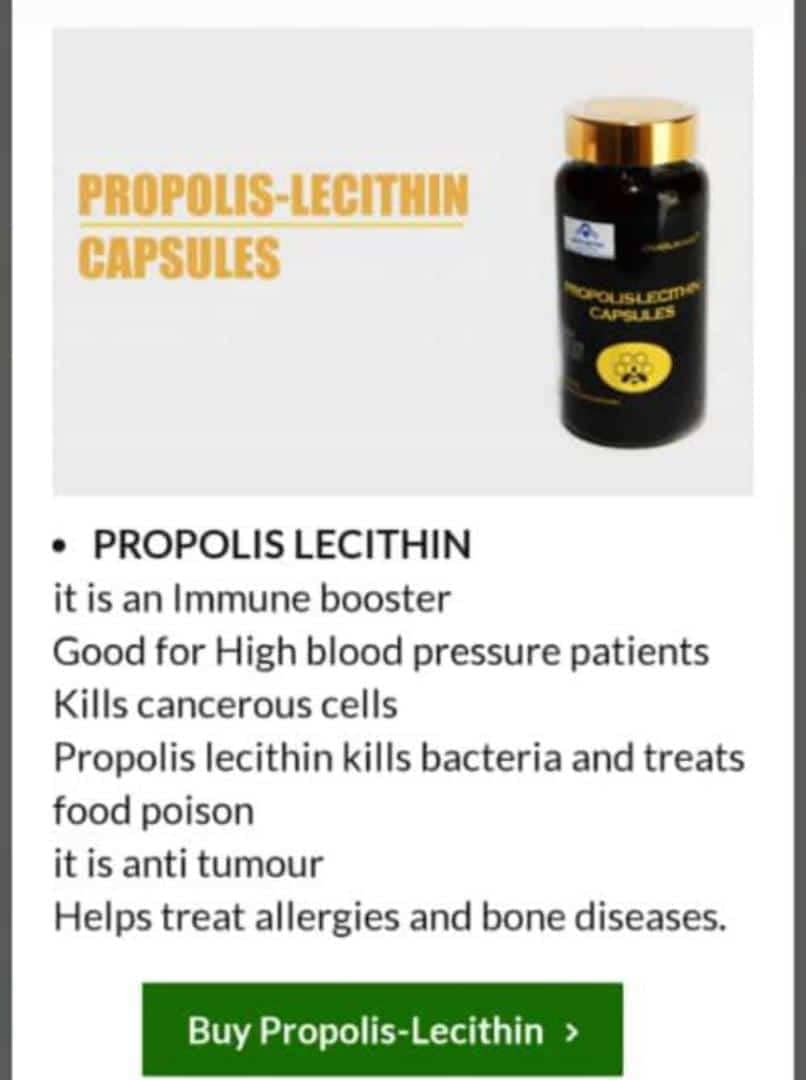 PROPOLIS-LECITHIN
CAPSULES
PROPOLIS-LECITHIN
CAPSULES
• PROPOLIS LECITHIN
it is an Immune booster
Good for High blood pressure patients
Kills cancerous cells
Propolis lecithin kills bacteria and treats
food poison
it is anti tumour
Helps treat allergies and bone diseases.
Buy Propolis-Lecithin >